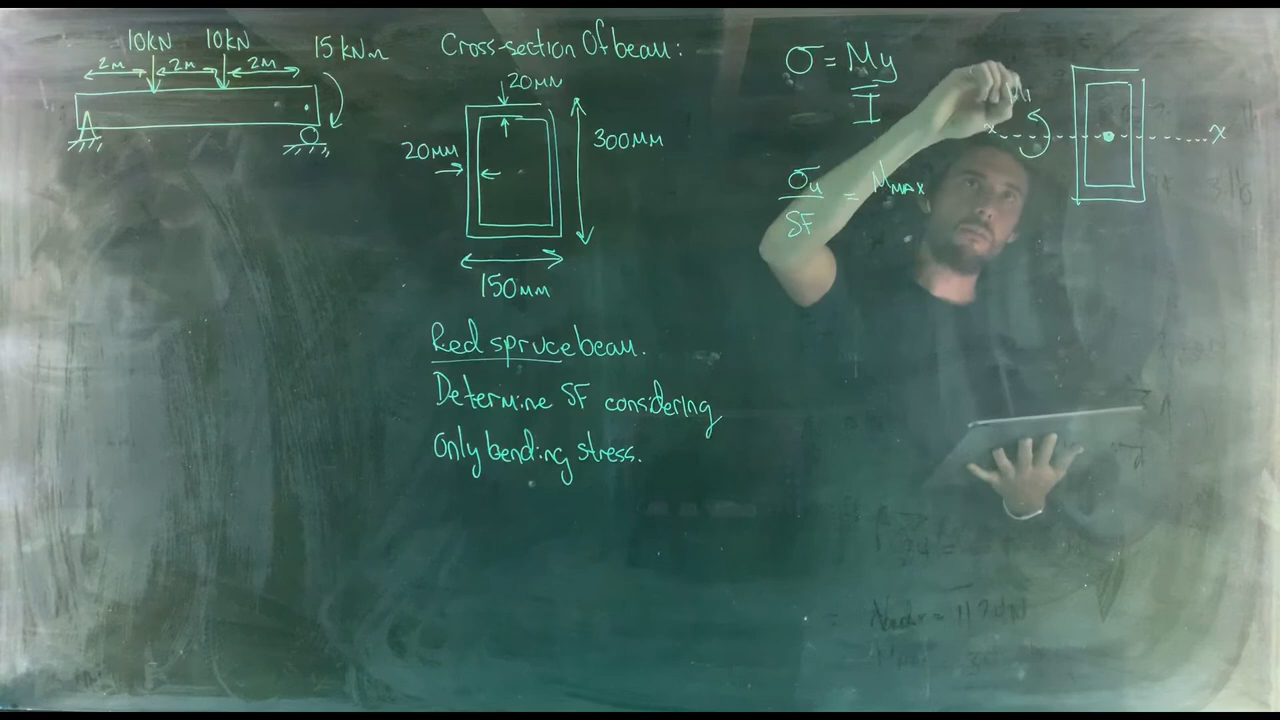 10kN 10kN 15 kNm
2m 2m 2m
Cross-section Of beam:
20mm
20mm
300mm
150mm
Red spruce beam.
Determine SF considering
Only bending stress.
σ = My
I
σu = MMAX
SF
x x